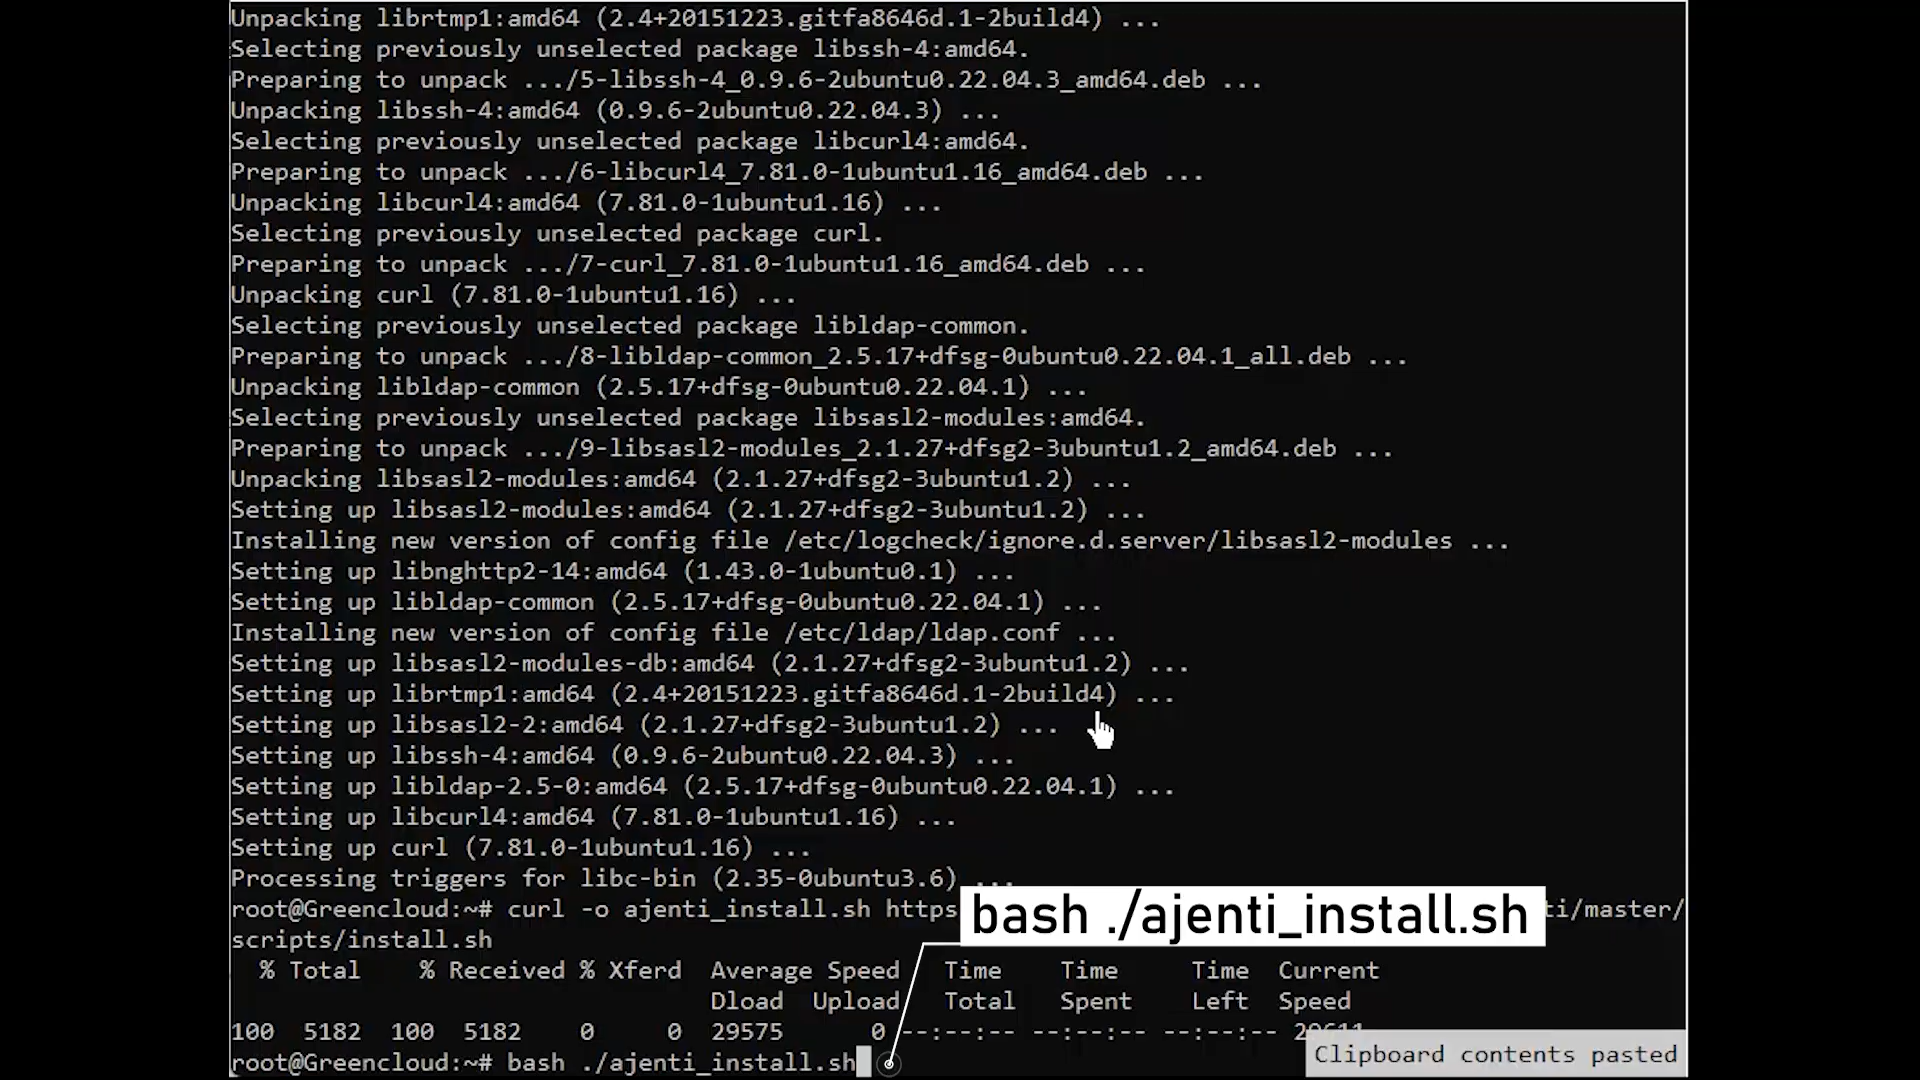 Unpacking librtmp1:amd64 (2.4+20151223.gitfa8646d.1-2build4) ...
Selecting previously unselected package libssh-4:amd64.
Preparing to unpack .../5-libssh-4_0.9.6-2ubuntu0.22.04.3_amd64.deb ...
Unpacking libssh-4:amd64 (0.9.6-2ubuntu0.22.04.3) ...
Selecting previously unselected package libcurl4:amd64.
Preparing to unpack .../6-libcurl4_7.81.0-1ubuntu1.16_amd64.deb ...
Unpacking libcurl4:amd64 (7.81.0-1ubuntu1.16) ...
Selecting previously unselected package curl.
Preparing to unpack .../7-curl_7.81.0-1ubuntu1.16_amd64.deb ...
Unpacking curl (7.81.0-1ubuntu1.16) ...
Selecting previously unselected package libldap-common.
Preparing to unpack .../8-libldap-common_2.5.17+dfsg-0ubuntu0.22.04.1_all.deb ...
Unpacking libldap-common (2.5.17+dfsg-0ubuntu0.22.04.1) ...
Selecting previously unselected package libsasl2-modules:amd64.
Preparing to unpack .../9-libsasl2-modules_2.1.27+dfsg2-3ubuntu1.2_amd64.deb ...
Unpacking libsasl2-modules:amd64 (2.1.27+dfsg2-3ubuntu1.2) ...
Setting up libsasl2-modules:amd64 (2.1.27+dfsg2-3ubuntu1.2) ...
Installing new version of config file /etc/logcheck/ignore.d.server/libsasl2-modules ...
Setting up libnghttp2-14:amd64 (1.43.0-1ubuntu0.1) ...
Setting up libldap-common (2.5.17+dfsg-0ubuntu0.22.04.1) ...
Installing new version of config file /etc/ldap/ldap.conf ...
Setting up libsasl2-modules-db:amd64 (2.1.27+dfsg2-3ubuntu1.2) ...
Setting up librtmp1:amd64 (2.4+20151223.gitfa8646d.1-2build4) ...
Setting up libsasl2-2:amd64 (2.1.27+dfsg2-3ubuntu1.2) ...
Setting up libssh-4:amd64 (0.9.6-2ubuntu0.22.04.3) ...
Setting up libldap-2.5-0:amd64 (2.5.17+dfsg-0ubuntu0.22.04.1) ...
Setting up libcurl4:amd64 (7.81.0-1ubuntu1.16) ...
Setting up curl (7.81.0-1ubuntu1.16) ...
Processing triggers for libc-bin (2.35-0ubuntu3.6) ...
root@Greencloud:~# curl -o ajenti_install.sh https ti/master/
bash ./ajenti_install.sh
scripts/install.sh
% Total % Received % Xferd Average Speed Time Time Time Current
Dload Upload Total Spent Left Speed
100 5182 100 5182 0 0 29575 0 --:--:-- --:--:-- --:--:--
root@Greencloud:~# bash ./ajenti_install.sh
Clipboard contents pasted